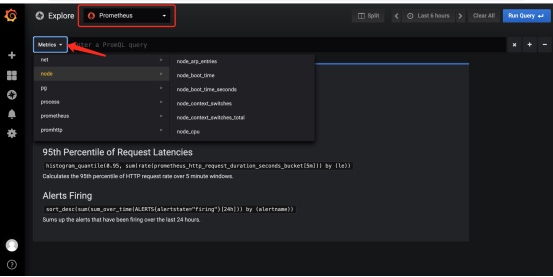 Explore Prometheus Split Last 6 hours Clear All Run Query
Metrics Enter a PromQL query
net node_arp_entries
node node_boot_time
pg node_boot_time_seconds
process node_context_switches
prometheus node_context_switches_total
promhttp node_cpu
95th Percentile of Request Latencies
histogram_quantile(0.95, sum(rate(prometheus_http_request_duration_seconds_bucket[5m])) by (le))
Calculates the 95th percentile of HTTP request rate over 5 minute windows.
Alerts Firing
sort_desc(sum(sum_over_time(ALERTS{alertstate="firing"}[24h])) by (alertname))
Sums up the alerts that have been firing over the last 24 hours.